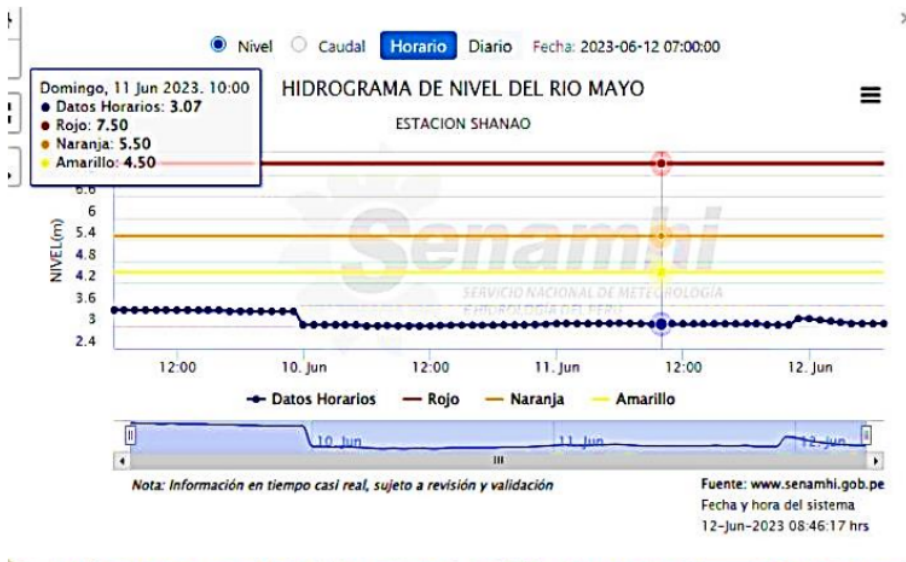 Nivel Caudal Horario Diario Fecha: 2023-06-12 07:00:00
Domingo, 11 Jun 2023. 10:00
Datos Horarios: 3.07
Rojo: 7.50
Naranja: 5.50
Amarillo: 4.50
HIDROGRAMA DE NIVEL DEL RIO MAYO
ESTACION SHANAO
NIVEL(m)
6.6
6
5.4
4.8
4.2
3.6
3
2.4
Senamhi
SERVICIO NACIONAL DE METEOROLOGÍA
E HIDROLOGÍA DEL PERÚ
12:00 10. Jun 12:00 11. Jun 12:00 12. Jun
Datos Horarios Rojo Naranja Amarillo
10. Jun 11. Jun 12. Jun
Nota: Información en tiempo casi real, sujeto a revisión y validación
Fuente: www.senamhi.gob.pe
Fecha y hora del sistema
12-Jun-2023 08:46:17 hrs